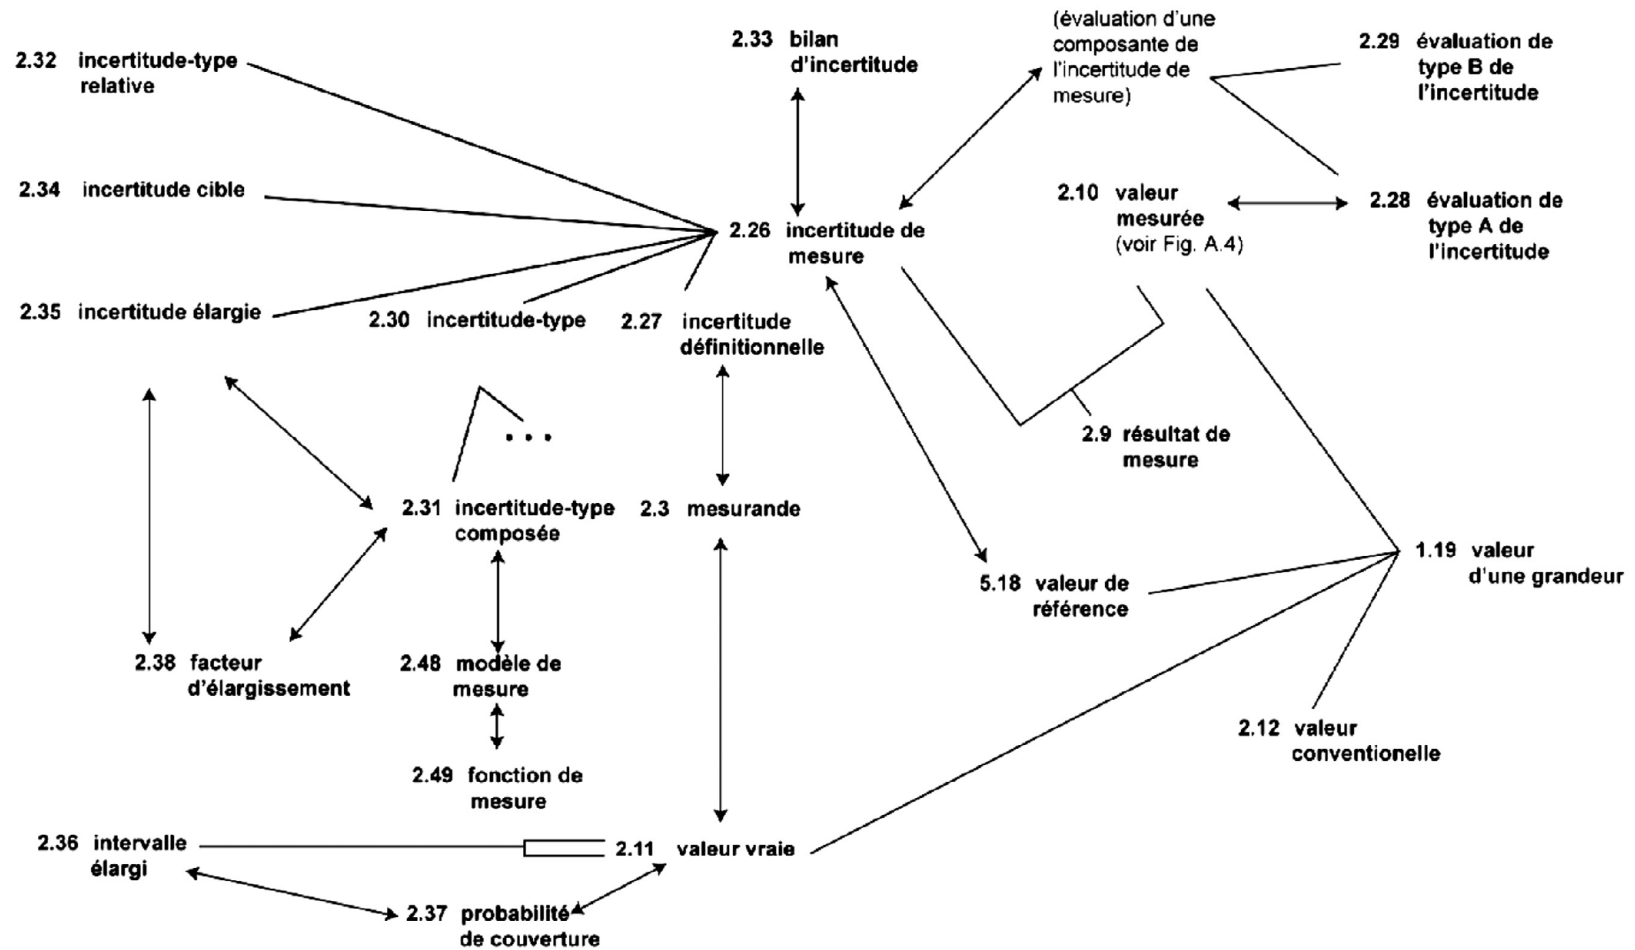 2.32 incertitude-type
relative
2.33 bilan
d'incertitude
(évaluation d'une
composante de
l'incertitude de
mesure)
2.29 évaluation de
type B de
l'incertitude
2.34 incertitude cible
2.26 incertitude de
mesure
2.10 valeur
mesurée
(voir Fig. A.4)
2.28 évaluation de
type A de
l'incertitude
2.35 incertitude élargie
2.30 incertitude-type
2.27 incertitude
définitionnelle
...
2.9 résultat de
mesure
2.31 incertitude-type
composée
2.3 mesurande
5.18 valeur de
référence
1.19 valeur
d'une grandeur
2.38 facteur
d'élargissement
2.48 modèle de
mesure
2.12 valeur
conventionelle
2.49 fonction de
mesure
2.36 intervalle
élargi
2.11 valeur vraie
2.37 probabilité
de couverture